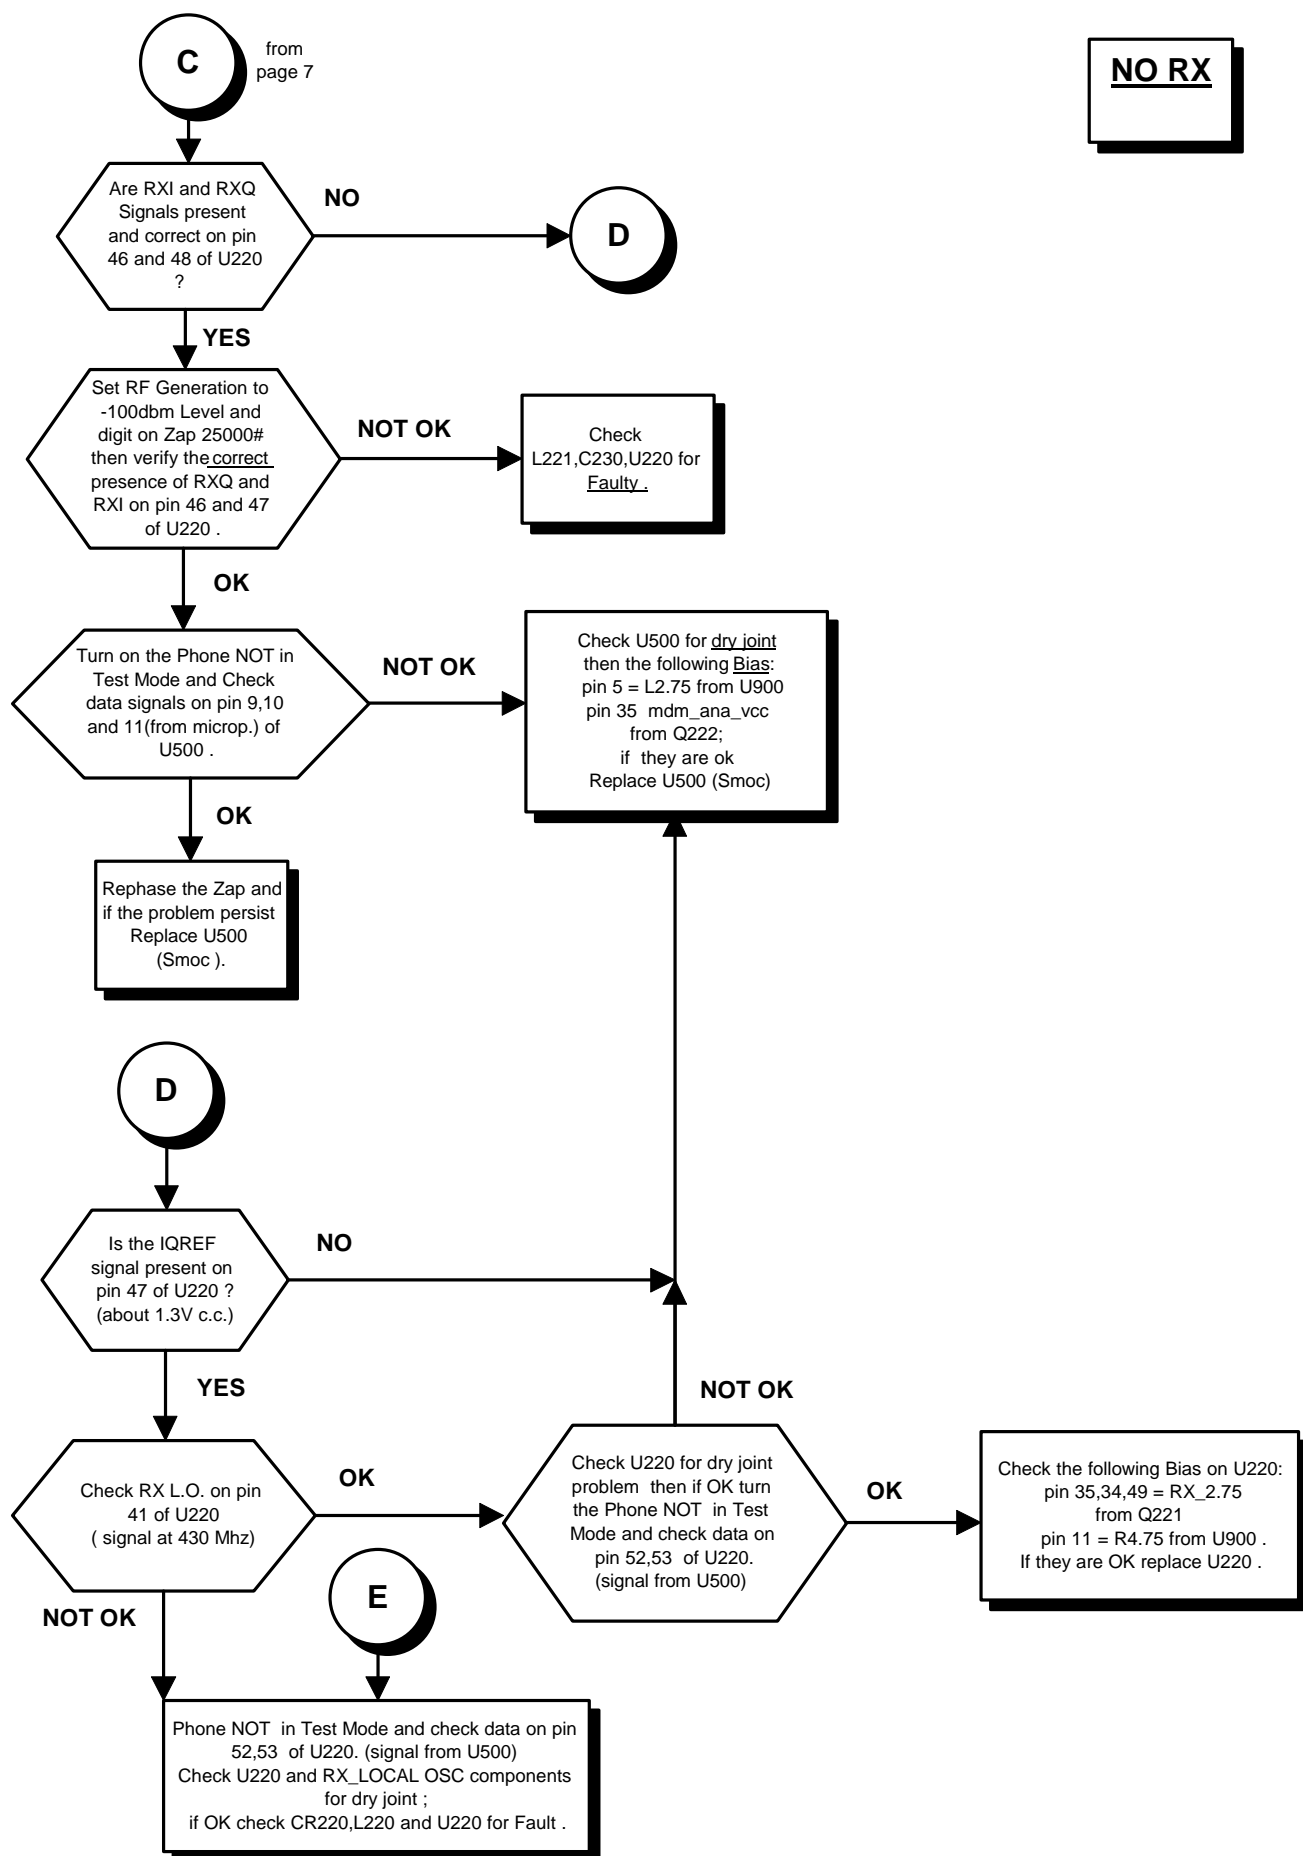 C
from
page 7
NO RX
Are RXI and RXQ
Signals present
and correct on pin
46 and 48 of U220
?
NO
D
YES
Set RF Generation to
-100dbm Level and
digit on Zap 25000#
then verify the correct
presence of RXQ and
RXI on pin 46 and 47
of U220 .
NOT OK
Check
L221,C230,U220 for
Faulty .
OK
Turn on the Phone NOT in
Test Mode and Check
data signals on pin 9,10
and 11(from microp.) of
U500 .
NOT OK
Check U500 for dry joint
then the following Bias:
pin 5 = L2.75 from U900
pin 35 mdm_ana_vcc
from Q222;
if they are ok
Replace U500 (Smoc)
OK
Rephase the Zap and
if the problem persist
Replace U500
(Smoc ).
D
Is the IQREF
signal present on
pin 47 of U220 ?
(about 1.3V c.c.)
NO
YES
NOT OK
Check RX L.O. on pin
41 of U220
( signal at 430 Mhz)
OK
Check U220 for dry joint
problem then if OK turn
the Phone NOT in Test
Mode and check data on
pin 52,53 of U220.
(signal from U500)
OK
Check the following Bias on U220:
pin 35,34,49 = RX_2.75
from Q221
pin 11 = R4.75 from U900 .
If they are OK replace U220 .
NOT OK
E
Phone NOT in Test Mode and check data on pin
52,53 of U220. (signal from U500)
Check U220 and RX_LOCAL OSC components
for dry joint ;
if OK check CR220,L220 and U220 for Fault .